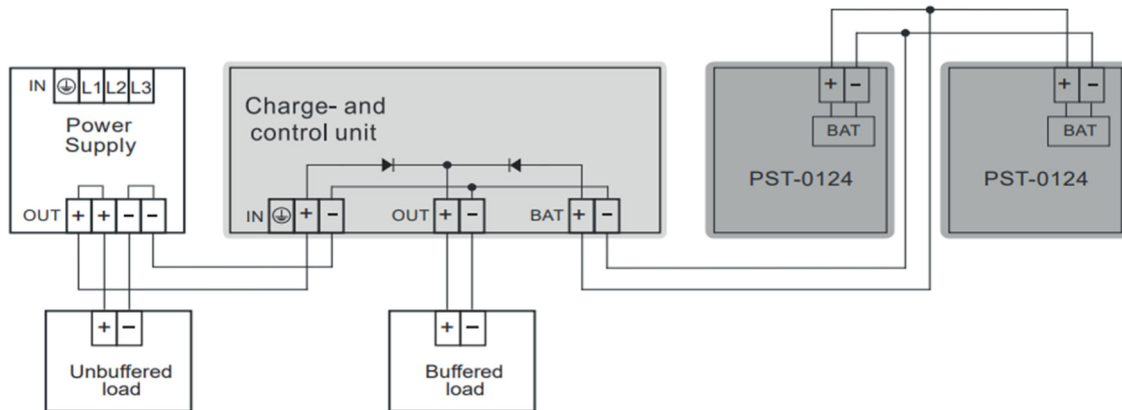 IN ⏚ L1 L2 L3
Power
Supply
OUT + + − −
+ −
Unbuffered
load
Charge- and
control unit
IN ⏚ + −
OUT + −
BAT + −
+ −
Buffered
load
+ −
BAT
PST-0124
+ −
BAT
PST-0124